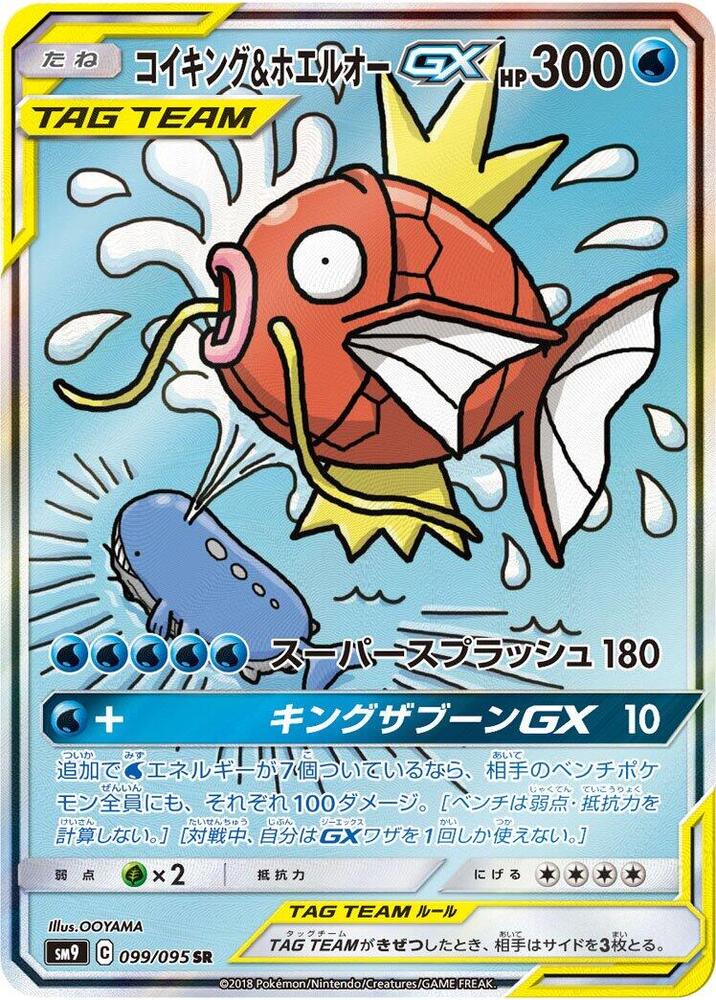 たね
コイキング&ホエルオーGX HP300
TAG TEAM
スーパースプラッシュ 180
+ キングザブーンGX 10
追加でエネルギーが7個ついているなら、相手のベンチポケ
モン全員にも、それぞれ100ダメージ。[ベンチは弱点・抵抗力を
計算しない。] [対戦中、自分はGXワザを1回しか使えない。]
弱点 ×2 抵抗力 にげる
Illus.OOYAMA
TAG TEAM ルール
TAG TEAMがきぜつしたとき、相手はサイドを3枚とる。
SM9 C 099/095 SR
©2018 Pokémon/Nintendo/Creatures/GAME FREAK.